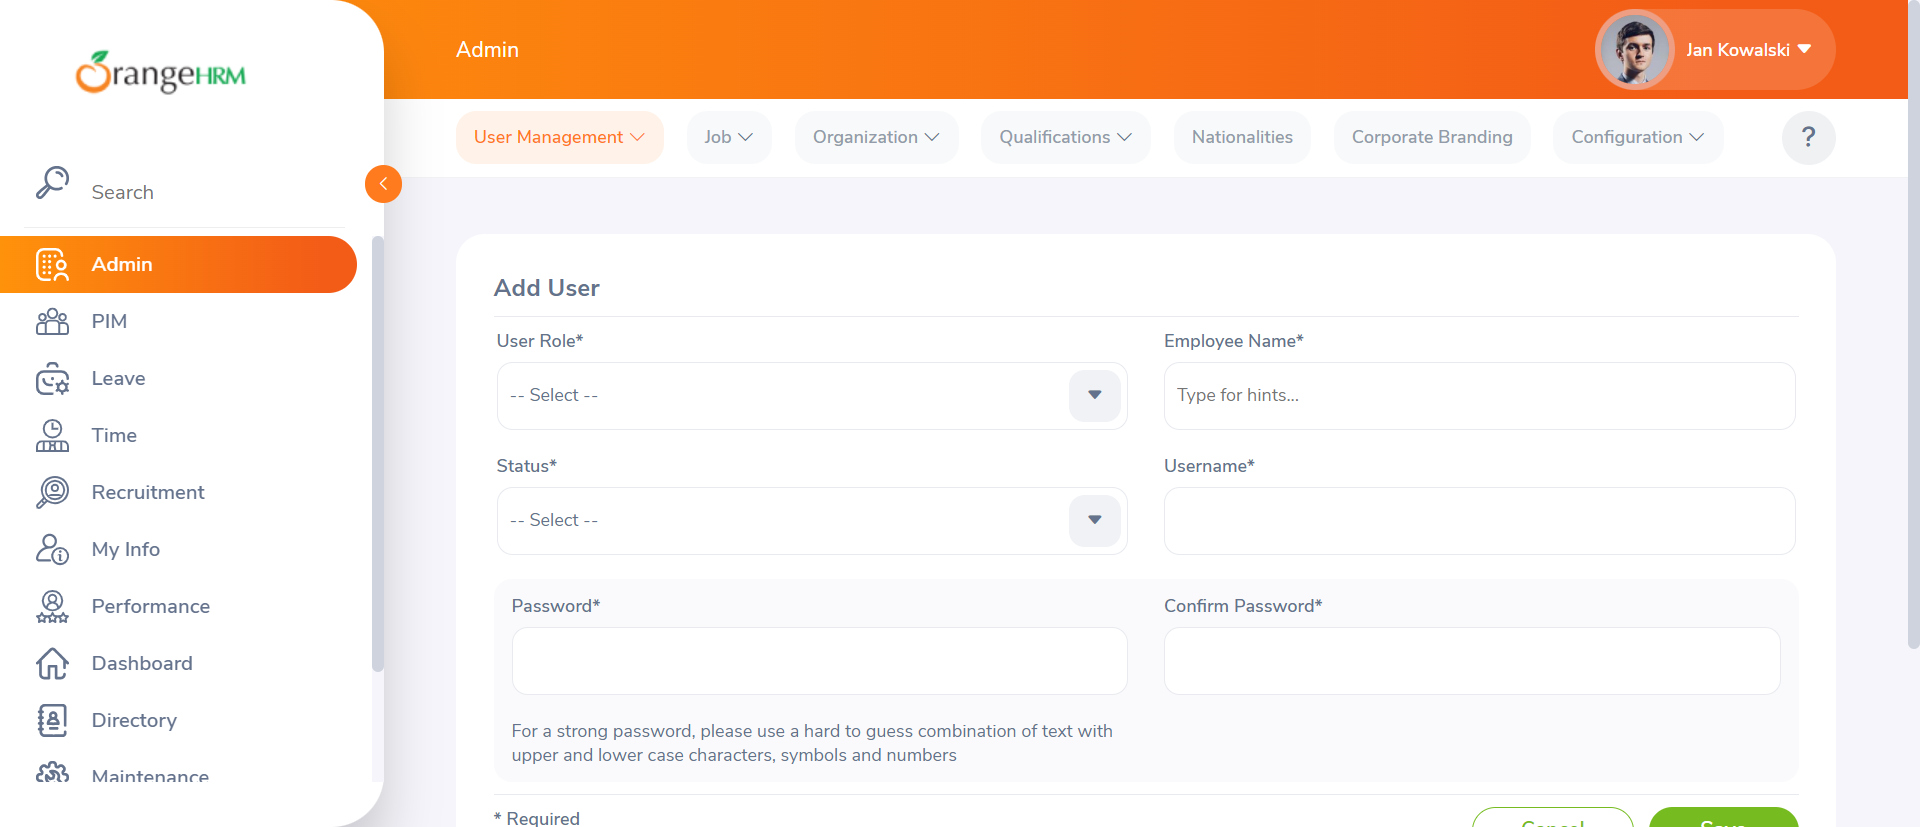 OrangeHRM
Admin
Jan Kowalski
User Management
Job
Organization
Qualifications
Nationalities
Corporate Branding
Configuration
?
Search
Admin
PIM
Leave
Time
Recruitment
My Info
Performance
Dashboard
Directory
Maintenance
Add User
User Role*
Employee Name*
-- Select --
Type for hints...
Status*
Username*
-- Select --
Password*
Confirm Password*
For a strong password, please use a hard to guess combination of text with
upper and lower case characters, symbols and numbers
* Required
Cancel
Save